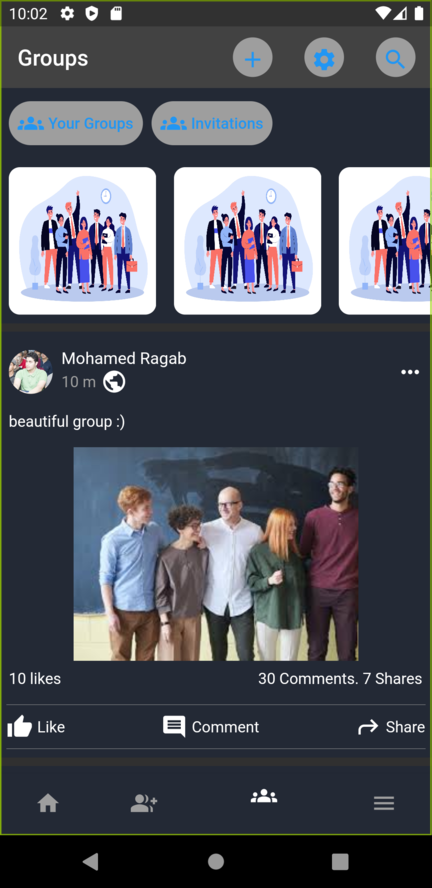 10:02
Groups
Your Groups
Invitations
Mohamed Ragab
10 m
beautiful group :)
10 likes
30 Comments. 7 Shares
Like
Comment
Share